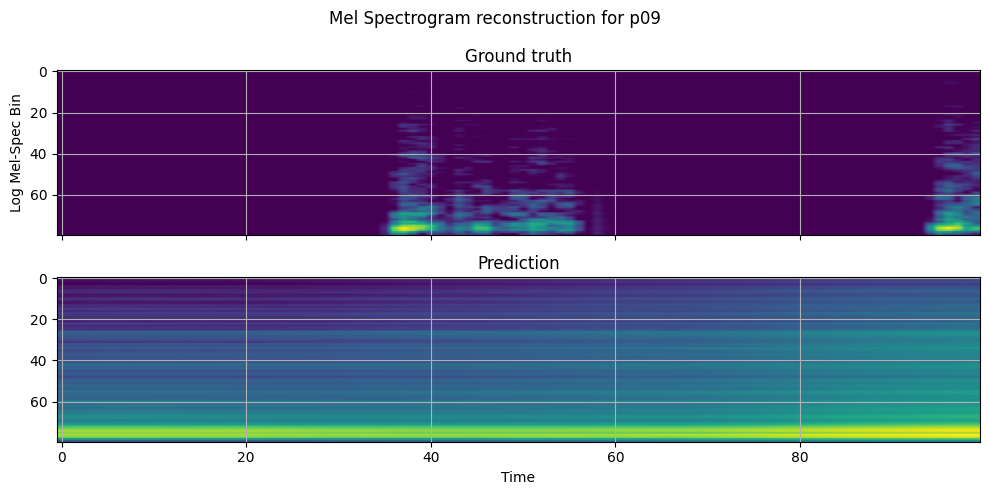 Mel Spectrogram reconstruction for p09
Ground truth
Log Mel-Spec Bin
0
20
40
60
Prediction
0
20
40
60
0 20 40 60 80
Time